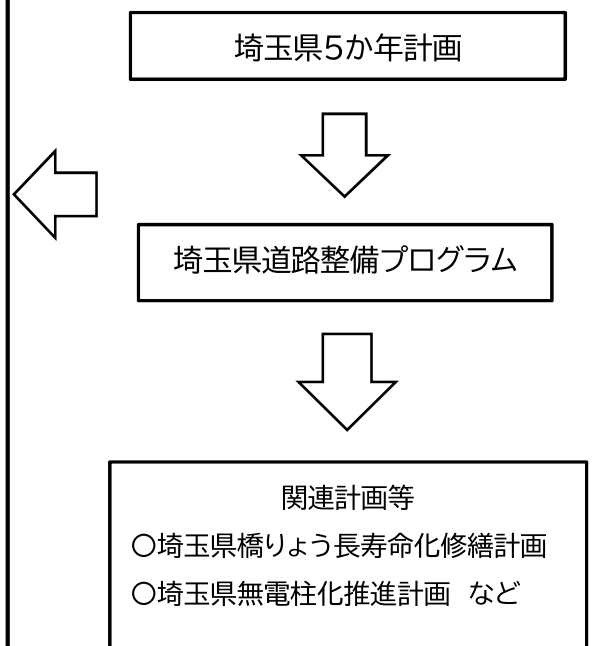 埼玉県5か年計画
埼玉県道路整備プログラム
関連計画等
○埼玉県橋りょう長寿命化修繕計画
○埼玉県無電柱化推進計画　など